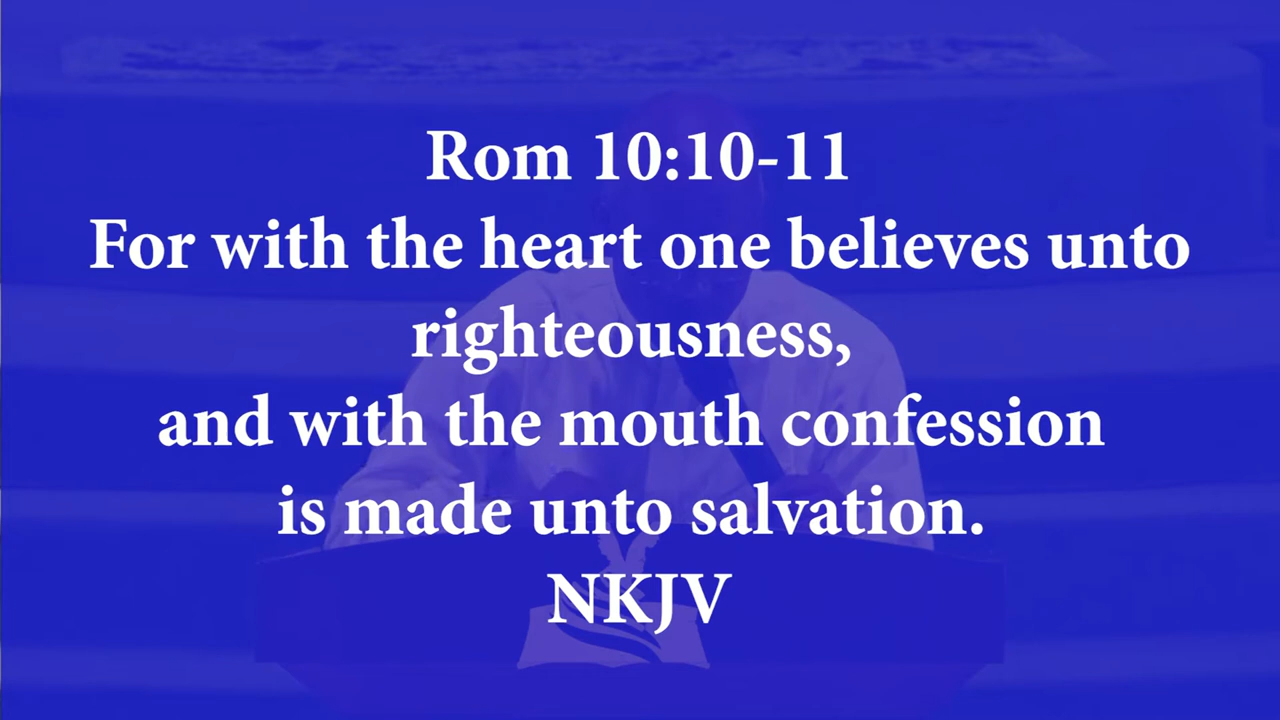 Rom 10:10-11
For with the heart one believes unto
righteousness,
and with the mouth confession
is made unto salvation.
NKJV